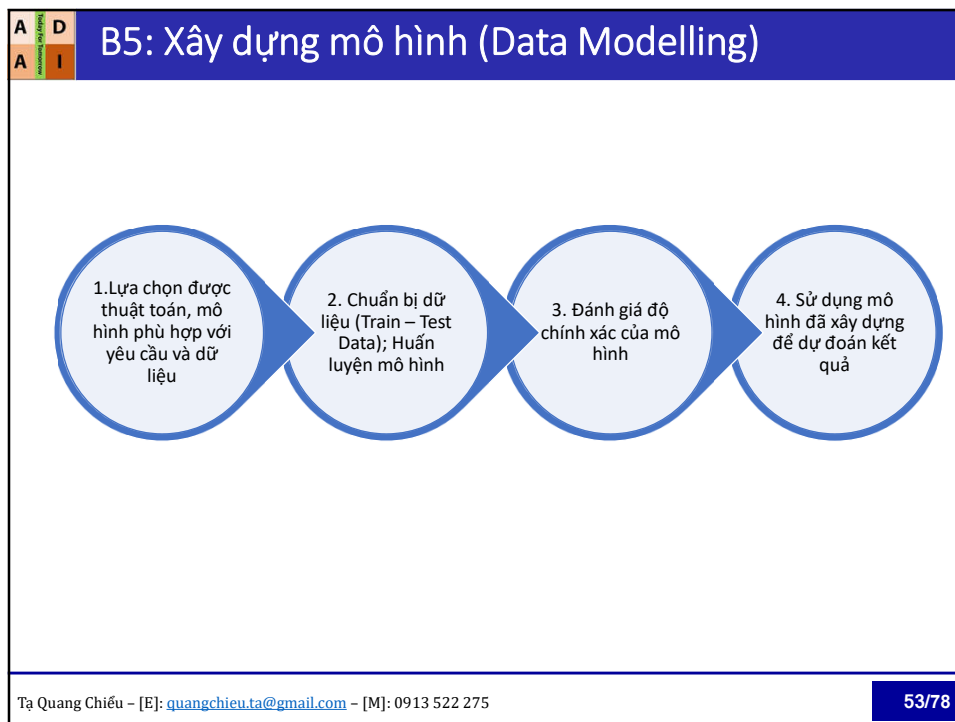 A D
Today For Tomorrow
A I
B5: Xây dựng mô hình (Data Modelling)
1.Lựa chọn được
thuật toán, mô
hình phù hợp với
yêu cầu và dữ
liệu
2. Chuẩn bị dữ
liệu (Train – Test
Data); Huấn
luyện mô hình
3. Đánh giá độ
chính xác của mô
hình
4. Sử dụng mô
hình đã xây dựng
để dự đoán kết
quả
Tạ Quang Chiểu – [E]: quangchieu.ta@gmail.com – [M]: 0913 522 275
53/78